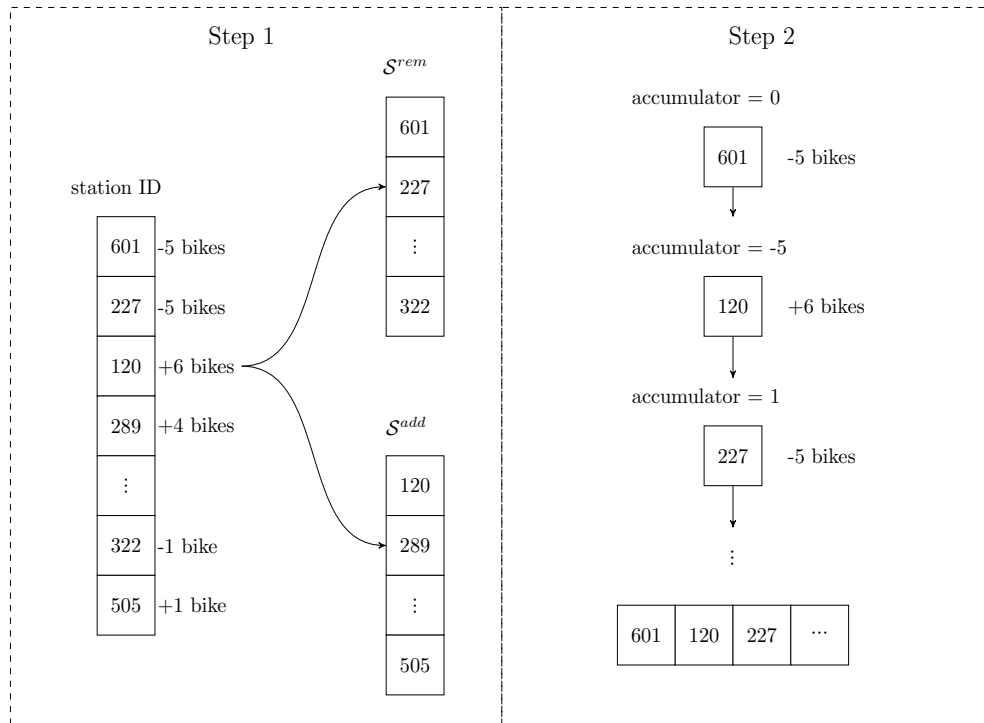 Step 1
station ID
601 -5 bikes
227 -5 bikes
120 +6 bikes
289 +4 bikes
⋮
322 -1 bike
505 +1 bike
𝒮^rem
601
227
⋮
322
𝒮^add
120
289
⋮
505
Step 2
accumulator = 0
601 -5 bikes
accumulator = -5
120 +6 bikes
accumulator = 1
227 -5 bikes
⋮
601 120 227 ...